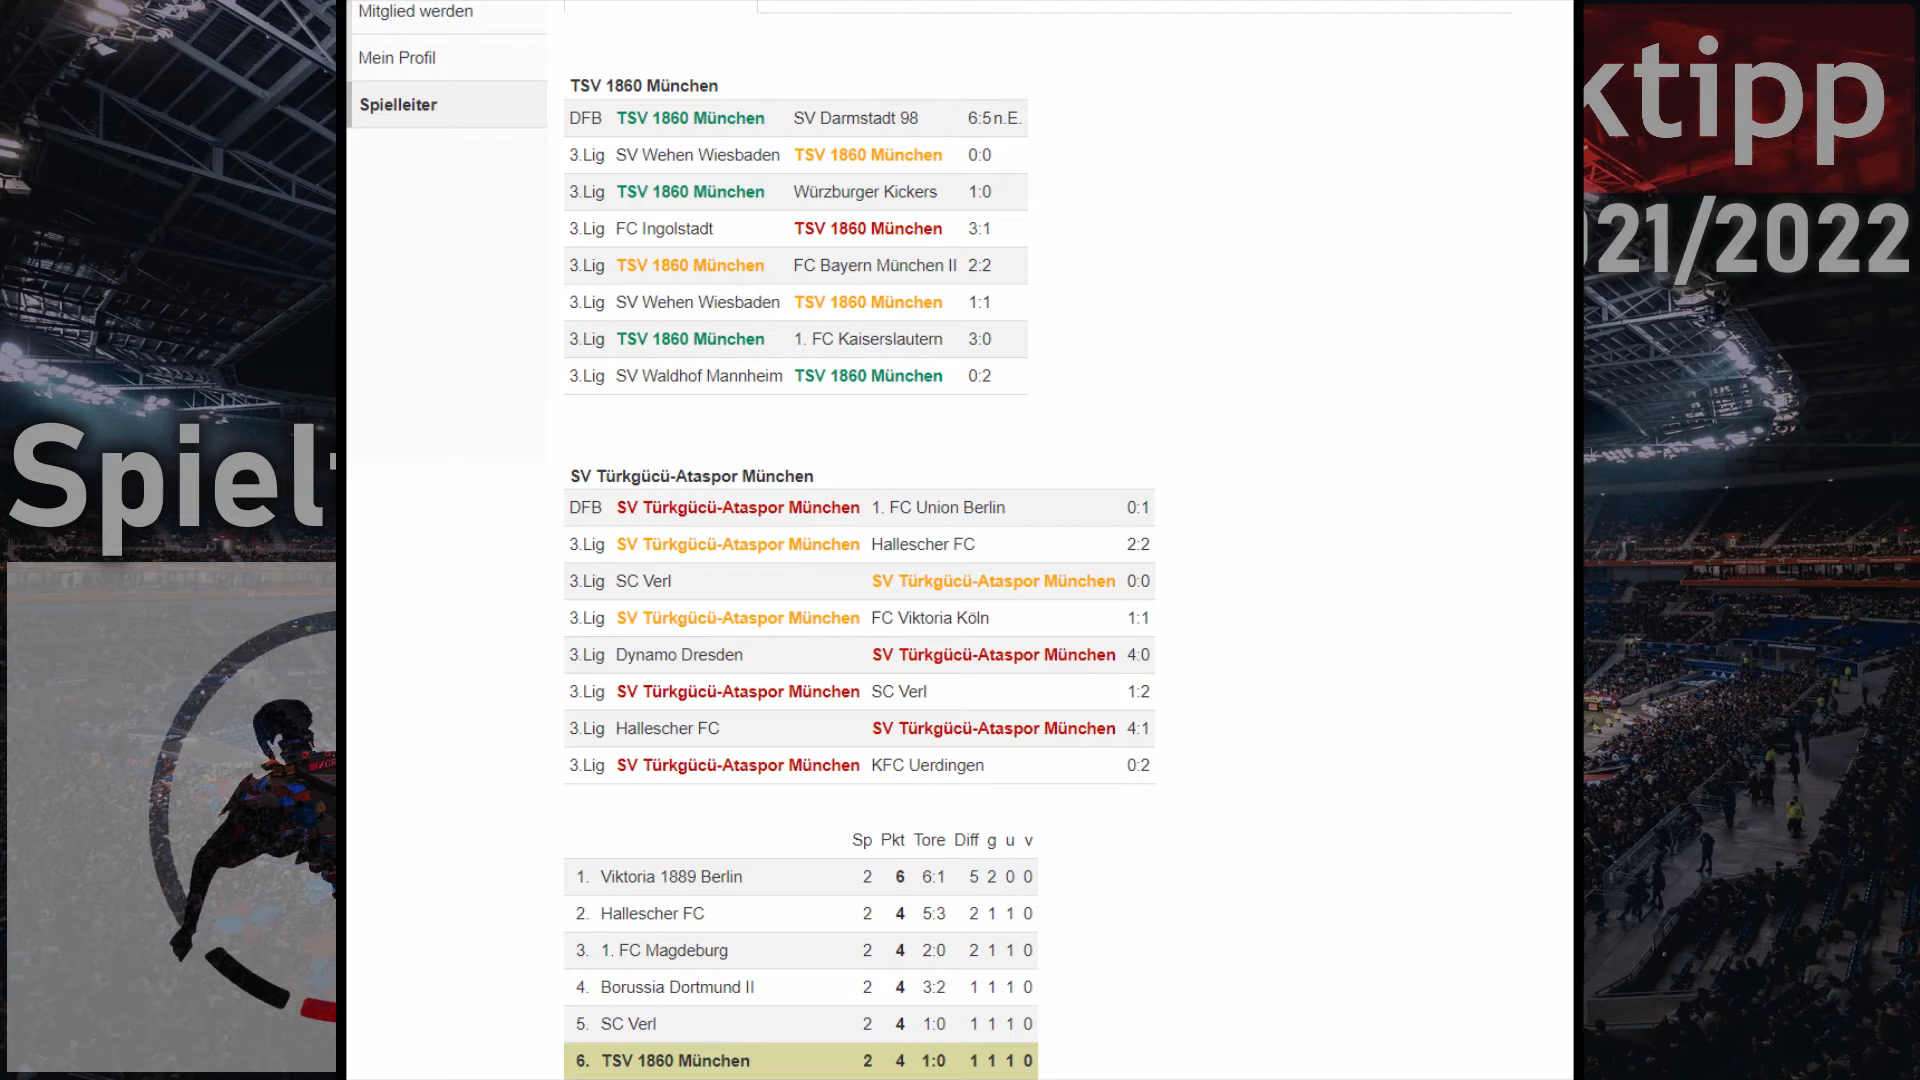 Mitglied werden
Mein Profil
Spielleiter
ktipp
021/2022
Spielt
TSV 1860 München
DFB TSV 1860 München SV Darmstadt 98 6:5 n.E.
3.Lig SV Wehen Wiesbaden TSV 1860 München 0:0
3.Lig TSV 1860 München Würzburger Kickers 1:0
3.Lig FC Ingolstadt TSV 1860 München 3:1
3.Lig TSV 1860 München FC Bayern München II 2:2
3.Lig SV Wehen Wiesbaden TSV 1860 München 1:1
3.Lig TSV 1860 München 1. FC Kaiserslautern 3:0
3.Lig SV Waldhof Mannheim TSV 1860 München 0:2
SV Türkgücü-Ataspor München
DFB SV Türkgücü-Ataspor München 1. FC Union Berlin 0:1
3.Lig SV Türkgücü-Ataspor München Hallescher FC 2:2
3.Lig SC Verl SV Türkgücü-Ataspor München 0:0
3.Lig SV Türkgücü-Ataspor München FC Viktoria Köln 1:1
3.Lig Dynamo Dresden SV Türkgücü-Ataspor München 4:0
3.Lig SV Türkgücü-Ataspor München SC Verl 1:2
3.Lig Hallescher FC SV Türkgücü-Ataspor München 4:1
3.Lig SV Türkgücü-Ataspor München KFC Uerdingen 0:2
Sp Pkt Tore Diff g u v
1. Viktoria 1889 Berlin 2 6 6:1 5 2 0 0
2. Hallescher FC 2 4 5:3 2 1 1 0
3. 1. FC Magdeburg 2 4 2:0 2 1 1 0
4. Borussia Dortmund II 2 4 3:2 1 1 1 0
5. SC Verl 2 4 1:0 1 1 1 0
6. TSV 1860 München 2 4 1:0 1 1 1 0